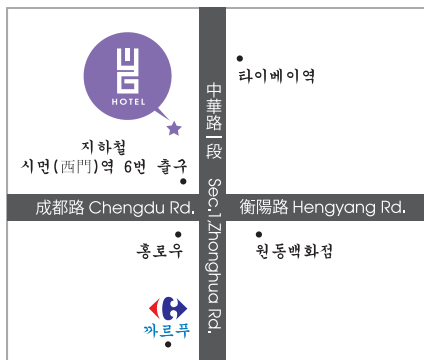 WG
HOTEL
타이베이역
지하철
시먼(西門)역 6번 출구
中華路一段 Sec.1,Zhonghua Rd.
成都路 Chengdu Rd.
衡陽路 Hengyang Rd.
홍로우
원동백화점
까르푸